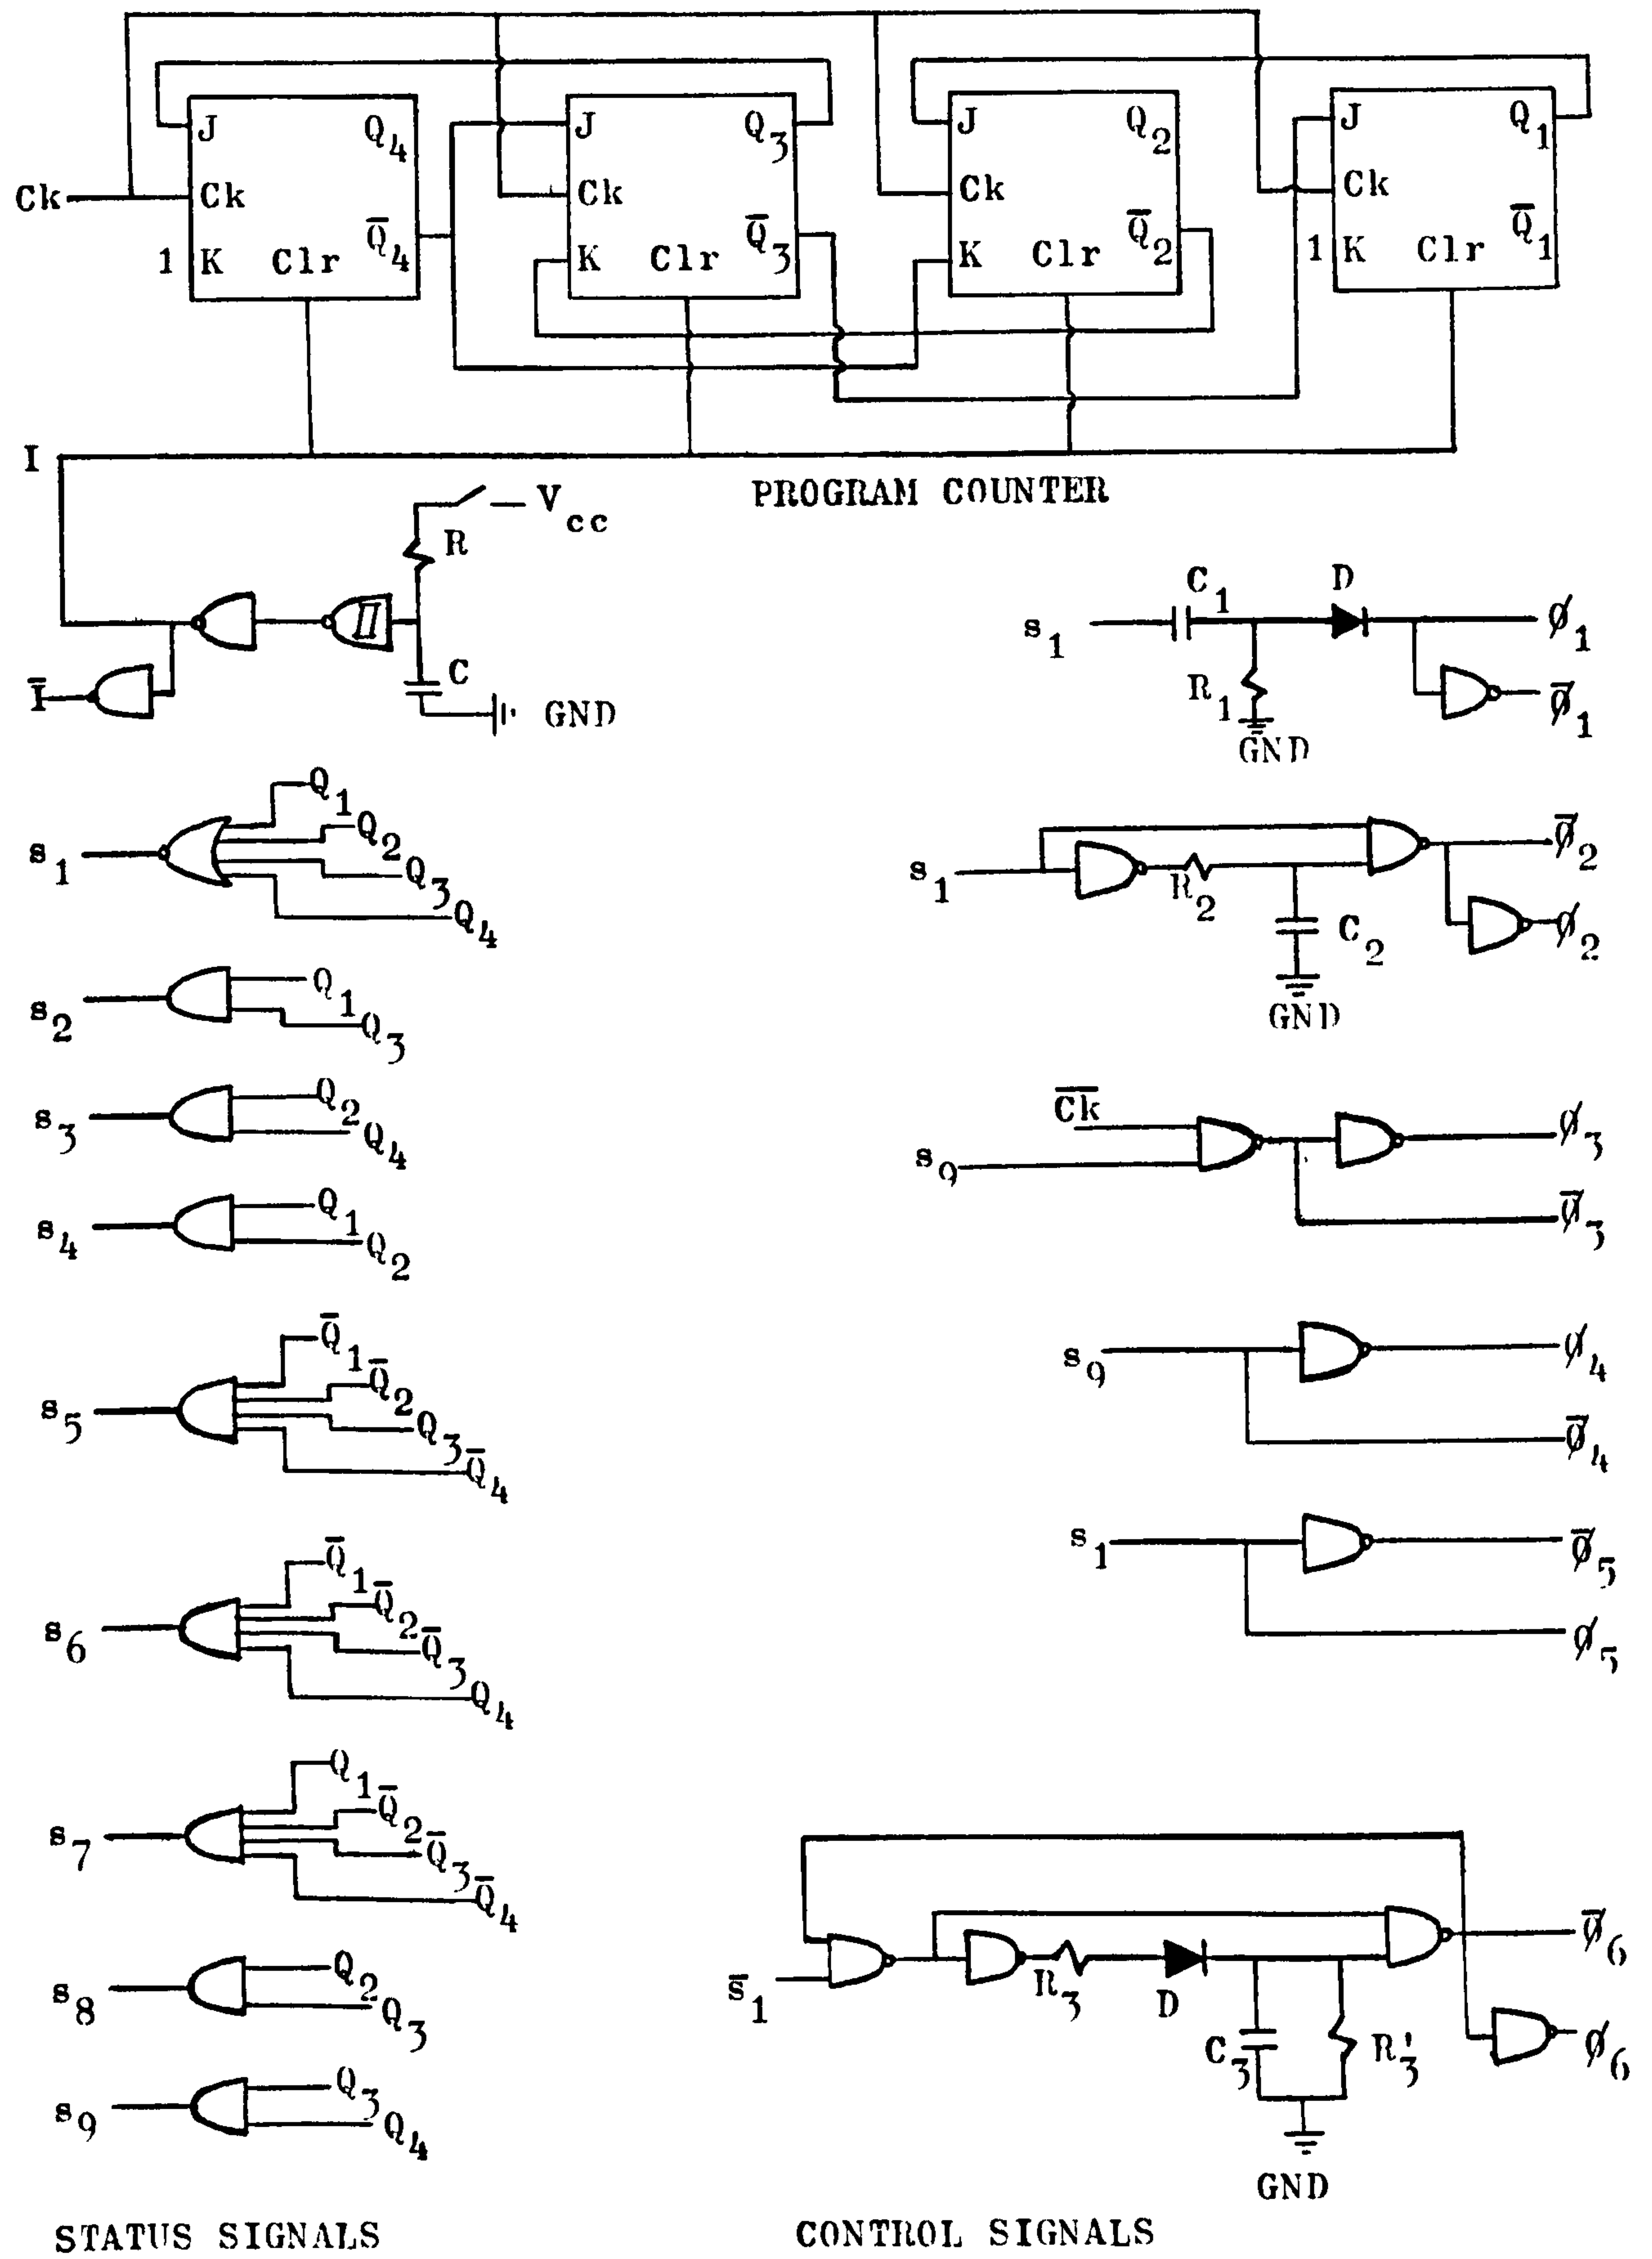 J Q4 J Q3 J Q2 J Q1
Ck Ck Ck Ck Ck
1 K Clr Q̅4 K Clr Q̅3 K Clr Q̅2 1 K Clr Q̅1
I
PROGRAM COUNTER
Vcc
R
I̅
C
GND
s1 C1 D ø1
R1 ø̅1
GND
s1 Q1
Q2
Q3
Q4
s1 R2 ø̅2
C2 ø2
GND
s2 Q1
Q3
s3 Q2
Q4
C̅k̅ ø3
s9 ø̅3
s4 Q1
Q2
s9 ø4
ø̅4
s5 Q̅1
Q̅2
Q3
Q̅4
s1 ø̅5
ø5
s6 Q̅1
Q̅2
Q̅3
Q4
s7 Q1
Q̅2
Q̅3
Q̅4
s8 Q2
Q3
s̅1 R3 D ø̅6
C3 R'3 ø6
GND
s9 Q3
Q4
STATUS SIGNALS
CONTROL SIGNALS